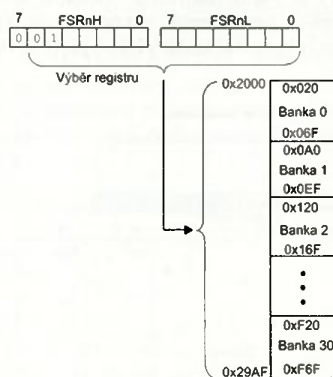 7 FSRnH 0 7 FSRnL 0
0 0 1
Výběr registru
0x2000
0x020
Banka 0
0x06F
0x0A0
Banka 1
0x0EF
0x120
Banka 2
0x16F
0xF20
Banka 30
0x29AF 0xF6F